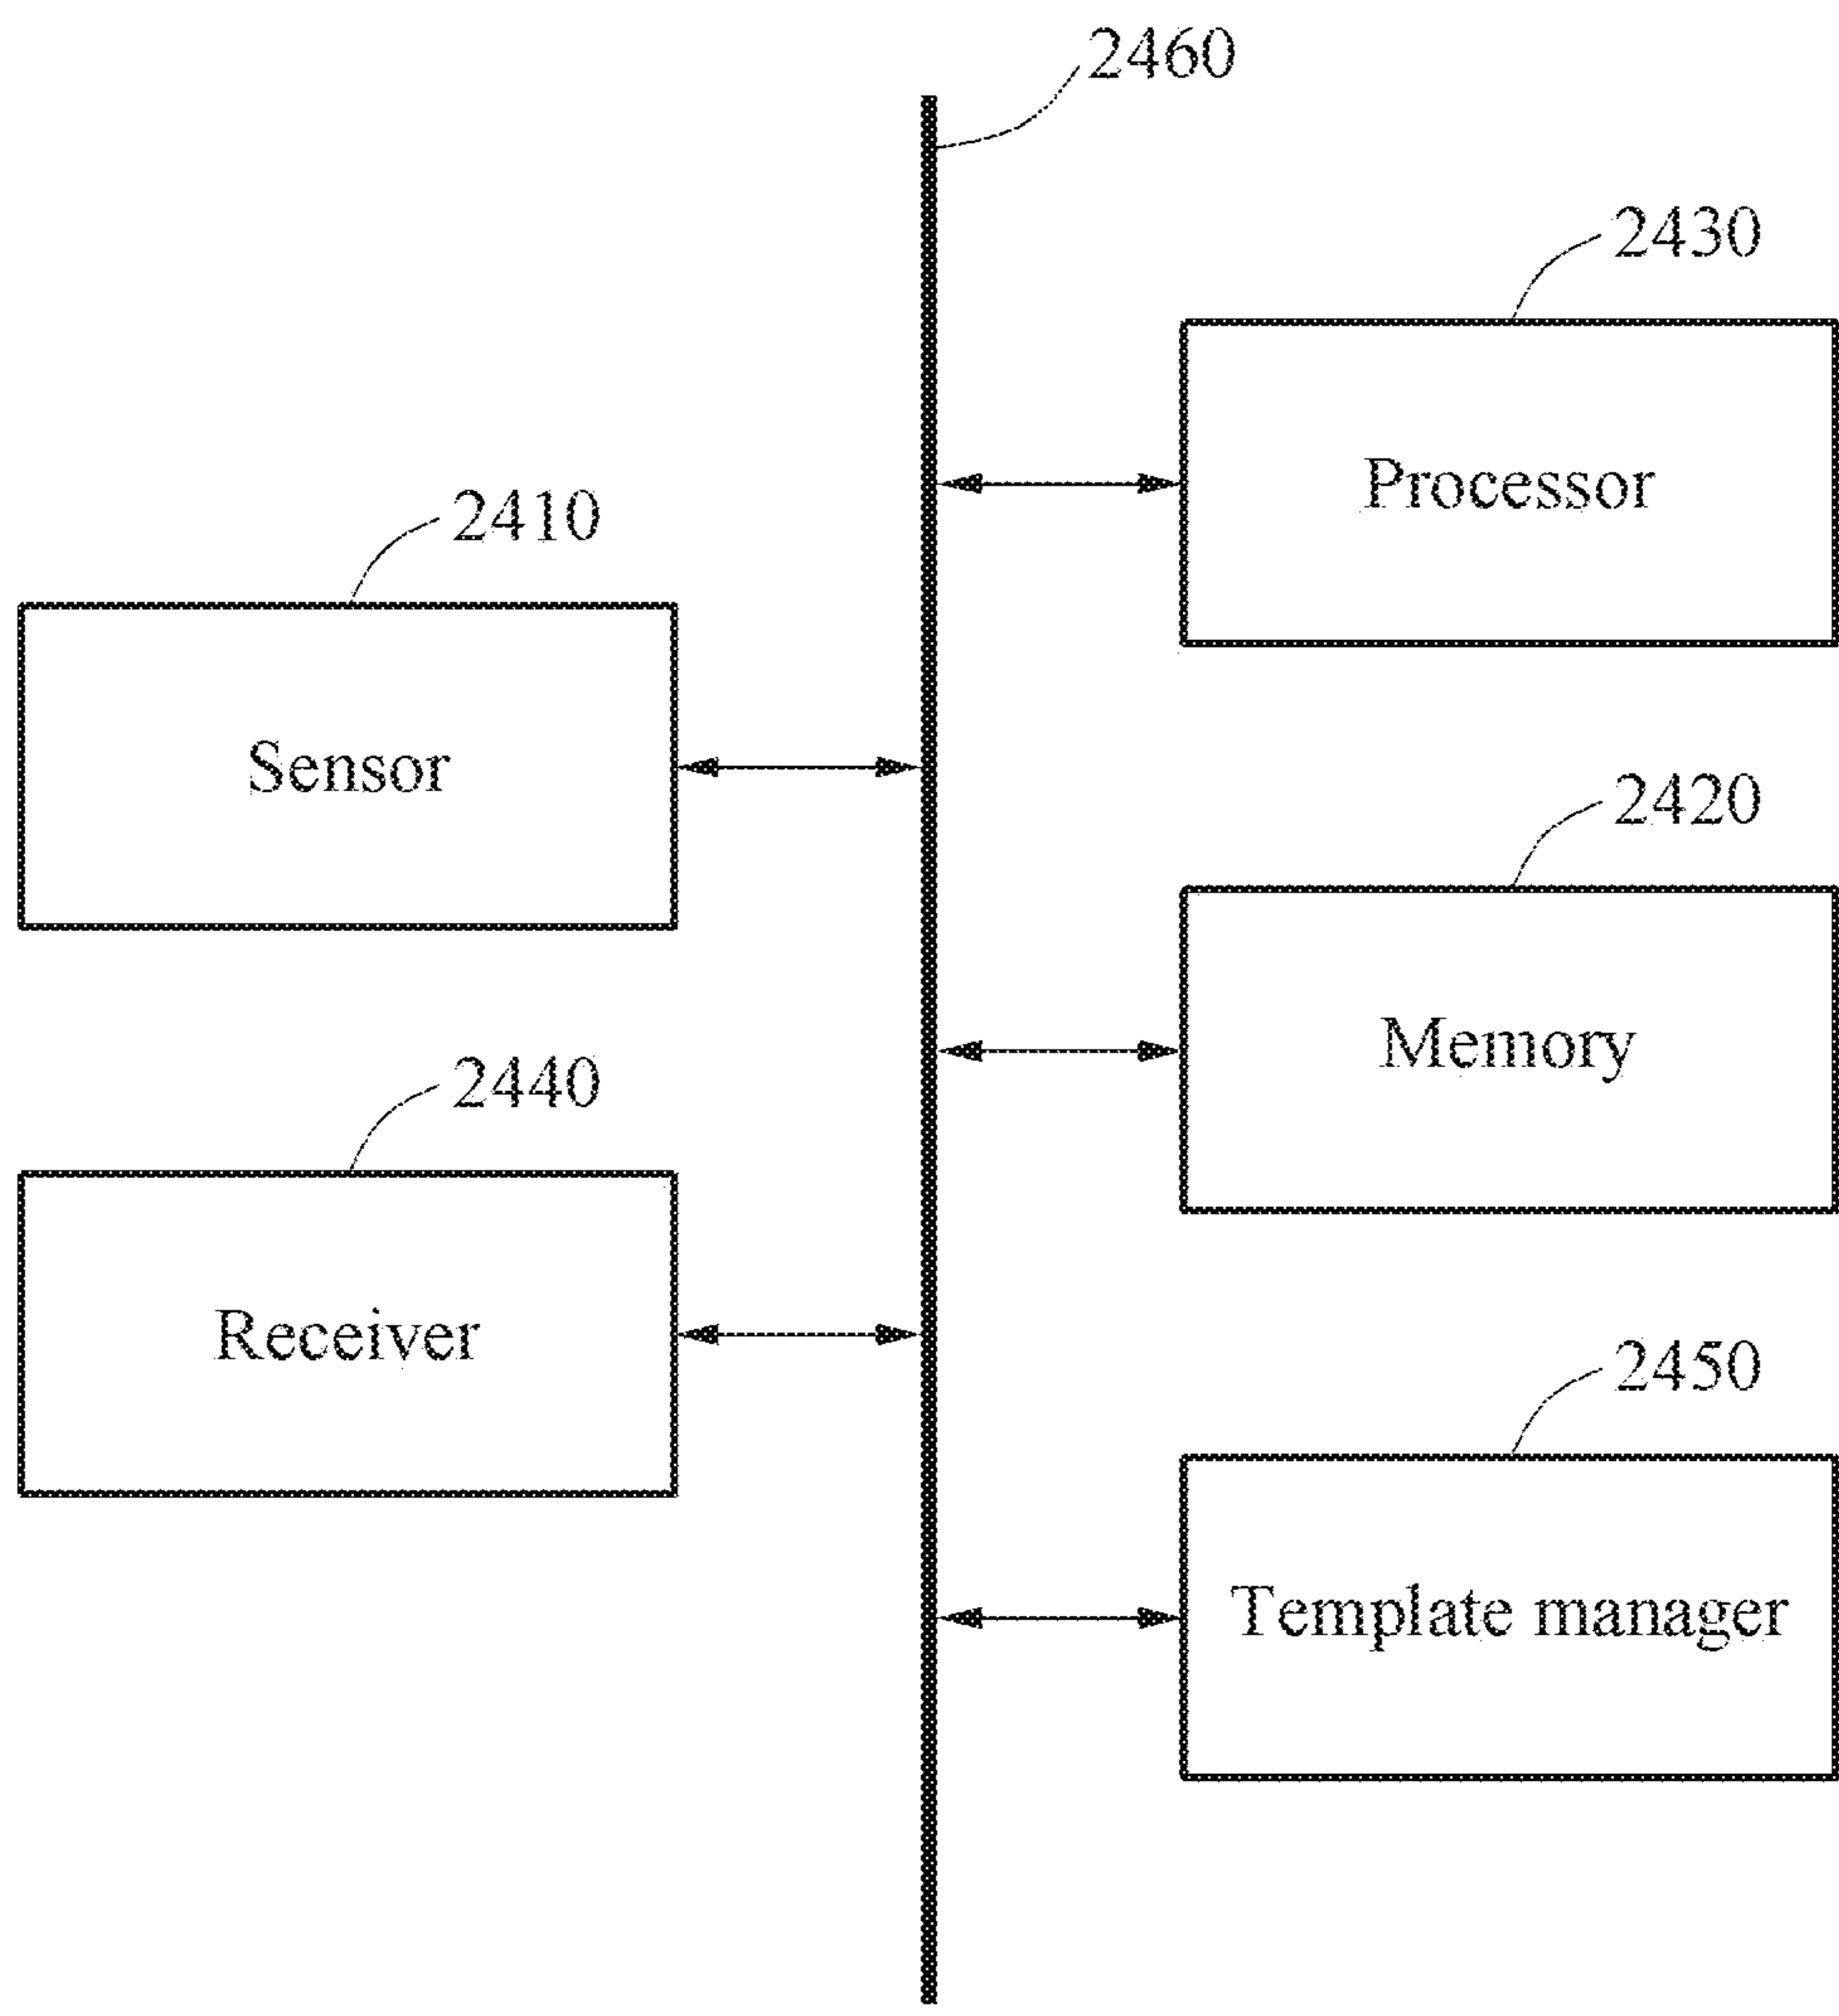 2460
2430
Processor
2410
Sensor
2420
Memory
2440
Receiver
2450
Template manager